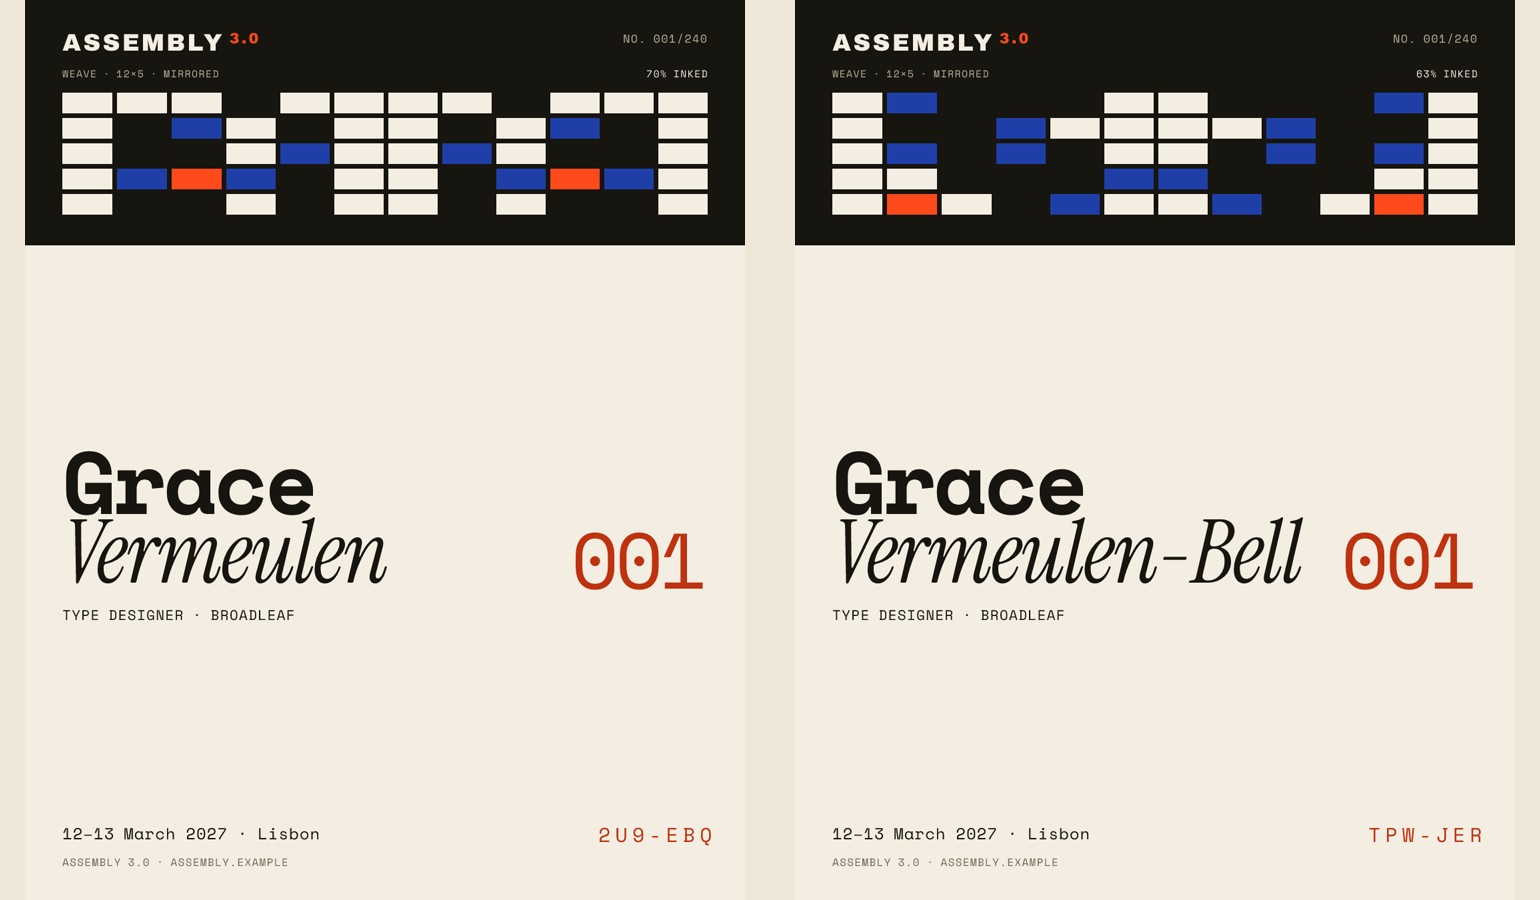 ASSEMBLY 3.0
NO. 001/240
WEAVE · 12×5 · MIRRORED
70% INKED
Grace
Vermeulen
001
TYPE DESIGNER · BROADLEAF
12–13 March 2027 · Lisbon
2U9-EBQ
ASSEMBLY 3.0 · ASSEMBLY.EXAMPLE
ASSEMBLY 3.0
NO. 001/240
WEAVE · 12×5 · MIRRORED
63% INKED
Grace
Vermeulen-Bell
001
TYPE DESIGNER · BROADLEAF
12–13 March 2027 · Lisbon
TPW-JER
ASSEMBLY 3.0 · ASSEMBLY.EXAMPLE